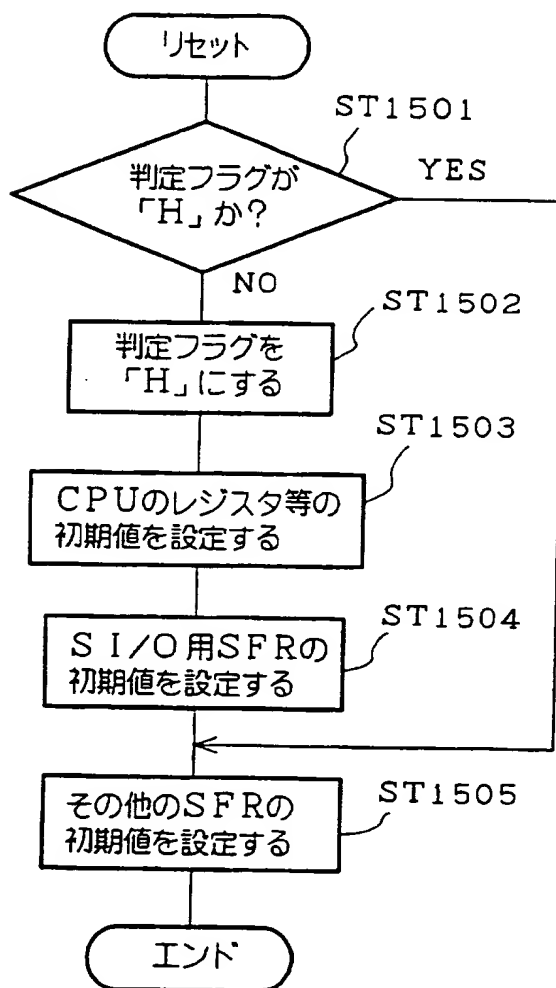 リセット
ST1501
判定フラグが
「H」か?
YES
NO
ST1502
判定フラグを
「H」にする
ST1503
CPUのレジスタ等の
初期値を設定する
ST1504
SI/O用SFRの
初期値を設定する
ST1505
その他のSFRの
初期値を設定する
エンド